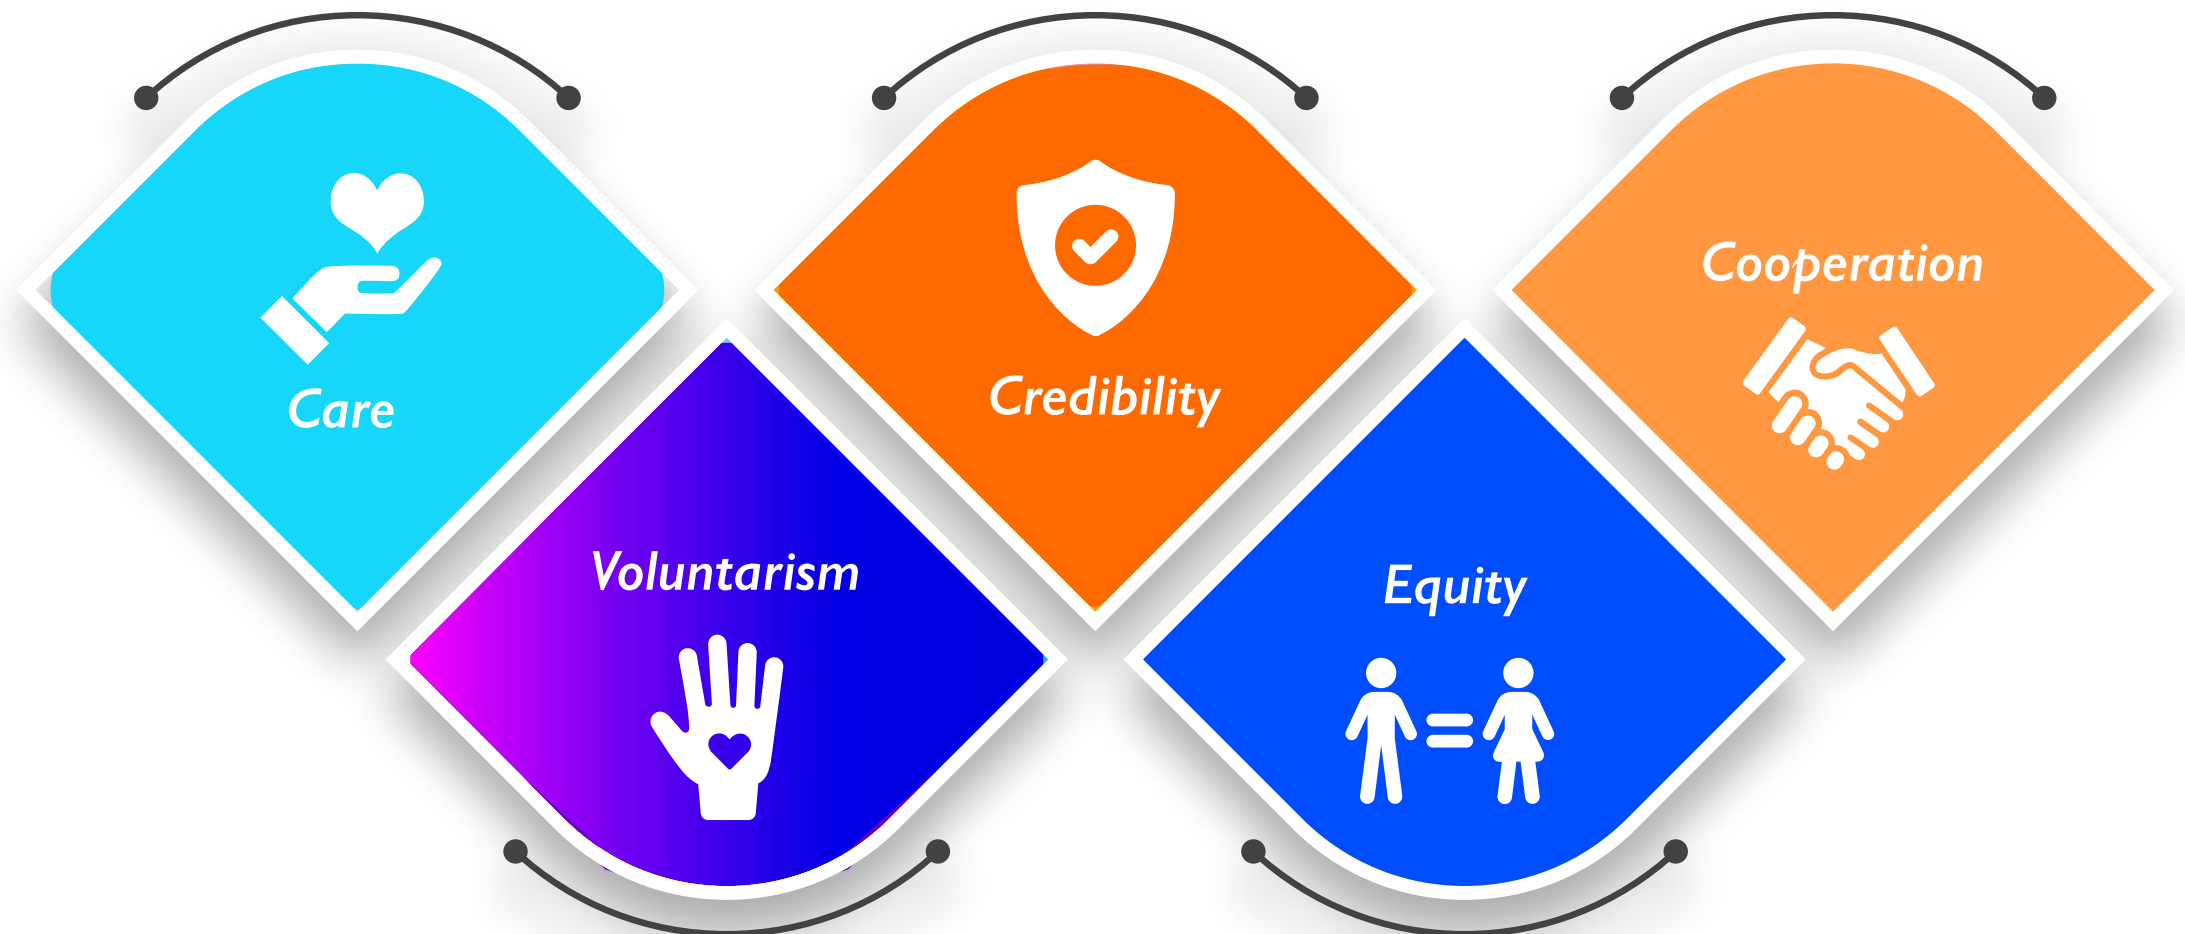 Care
Voluntarism
Credibility
Equity
Cooperation